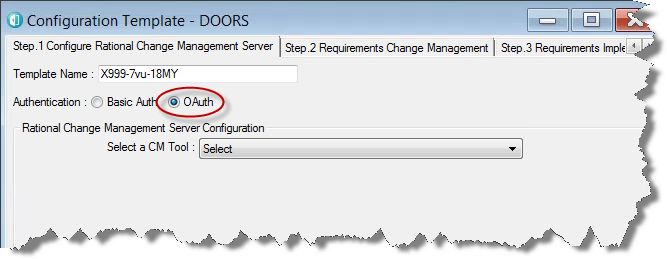 Configuration Template - DOORS
Step.1 Configure Rational Change Management Server Step.2 Requirements Change Management Step.3 Requirements
Template Name : X999-7vu-18MY
Authentication : Basic Auth OAuth
Rational Change Management Server Configuration
Select a CM Tool : Select